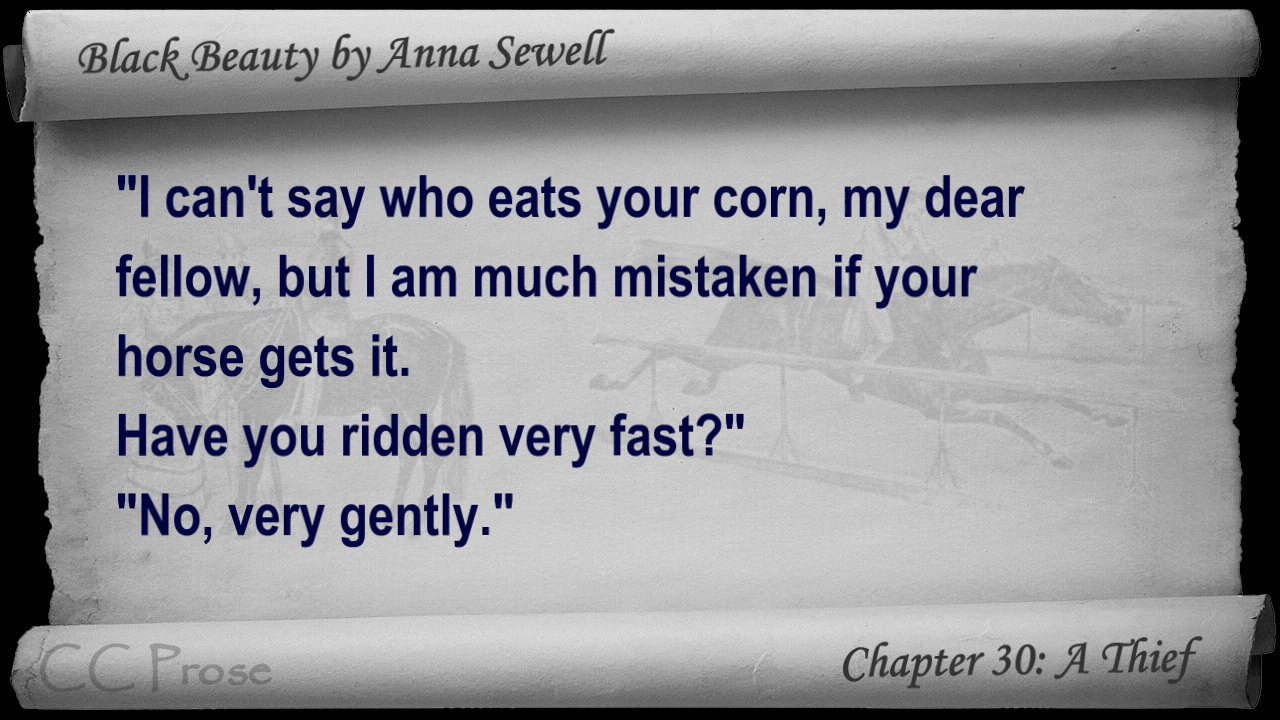 Black Beauty by Anna Sewell
"I can't say who eats your corn, my dear
fellow, but I am much mistaken if your
horse gets it.
Have you ridden very fast?"
"No, very gently."
CC Prose
Chapter 30: A Thief